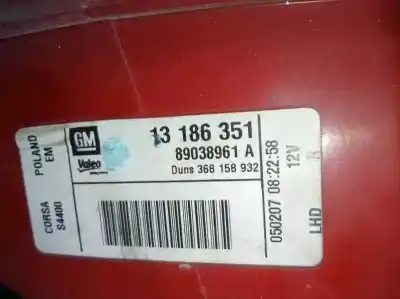 POLAND
EM
CORSA
S4400
GM
Valeo
13 186 351
89038961 A
Duns 368 158 932
050207 08:22:58
12V
R
LHD